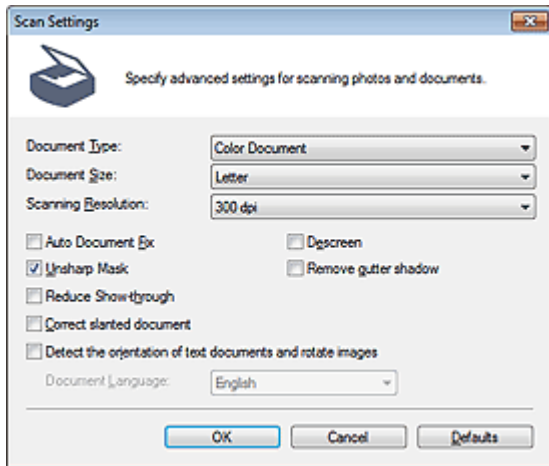 Scan Settings
Specify advanced settings for scanning photos and documents.
Document Type: Color Document
Document Size: Letter
Scanning Resolution: 300 dpi
Auto Document Fix Descreen
Unsharp Mask Remove gutter shadow
Reduce Show-through
Correct slanted document
Detect the orientation of text documents and rotate images
Document Language: English
OK Cancel Defaults